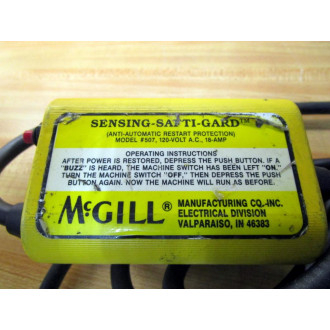 SENSING-SAFTI-GARD™
(ANTI-AUTOMATIC RESTART PROTECTION)
MODEL #507, 120-VOLT A.C., 18-AMP
OPERATING INSTRUCTIONS
AFTER POWER IS RESTORED, DEPRESS THE PUSH BUTTON. IF A
"BUZZ" IS HEARD, THE MACHINE SWITCH HAS BEEN LEFT "ON."
TURN THE MACHINE SWITCH "OFF," THEN DEPRESS THE PUSH
BUTTON AGAIN. NOW THE MACHINE WILL RUN AS BEFORE.
McGILL®
MANUFACTURING CO., INC.
ELECTRICAL DIVISION
VALPARAISO, IN 46383